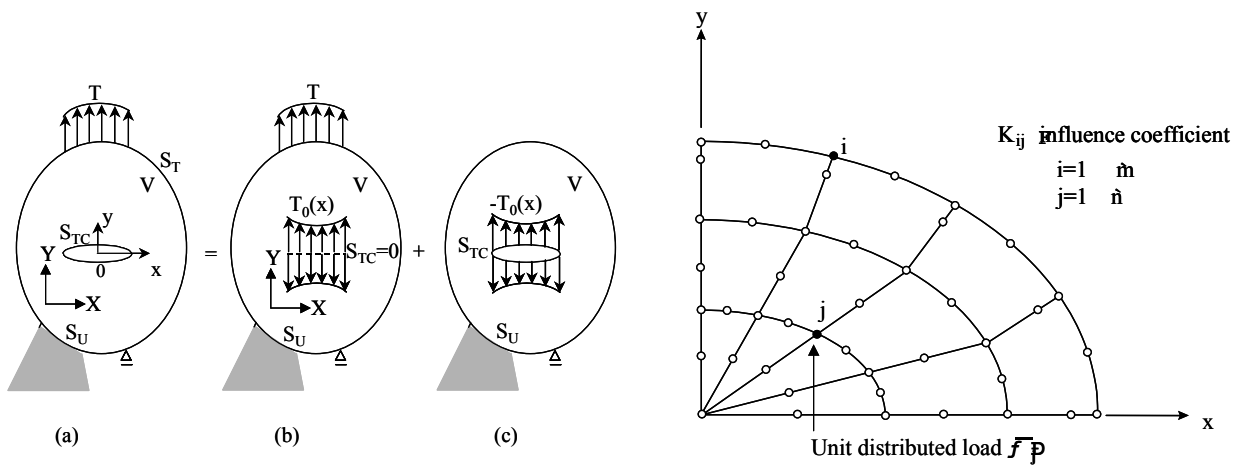 T
S_T
V
S_TC
y
0
x
Y
X
S_U
(a)
=
T
V
T_0(x)
S_TC=0
Y
X
S_U
(b)
+
V
-T_0(x)
S_TC
S_U
(c)
y
i
K_ij influence coefficient
i=1 m
j=1 n
j
x
Unit distributed load